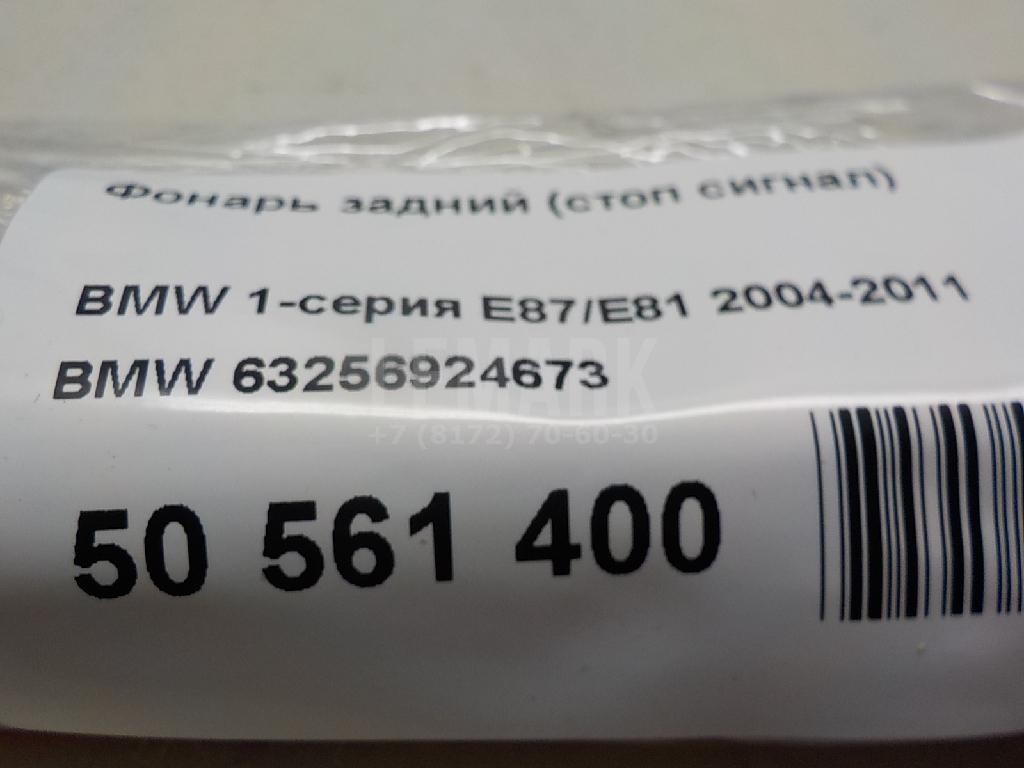 Фонарь задний (стоп сигнал)
BMW 1-серия E87/E81 2004-2011
BMW 63256924673
LEMARK
+7 (8172) 70-60-30
50 561 400